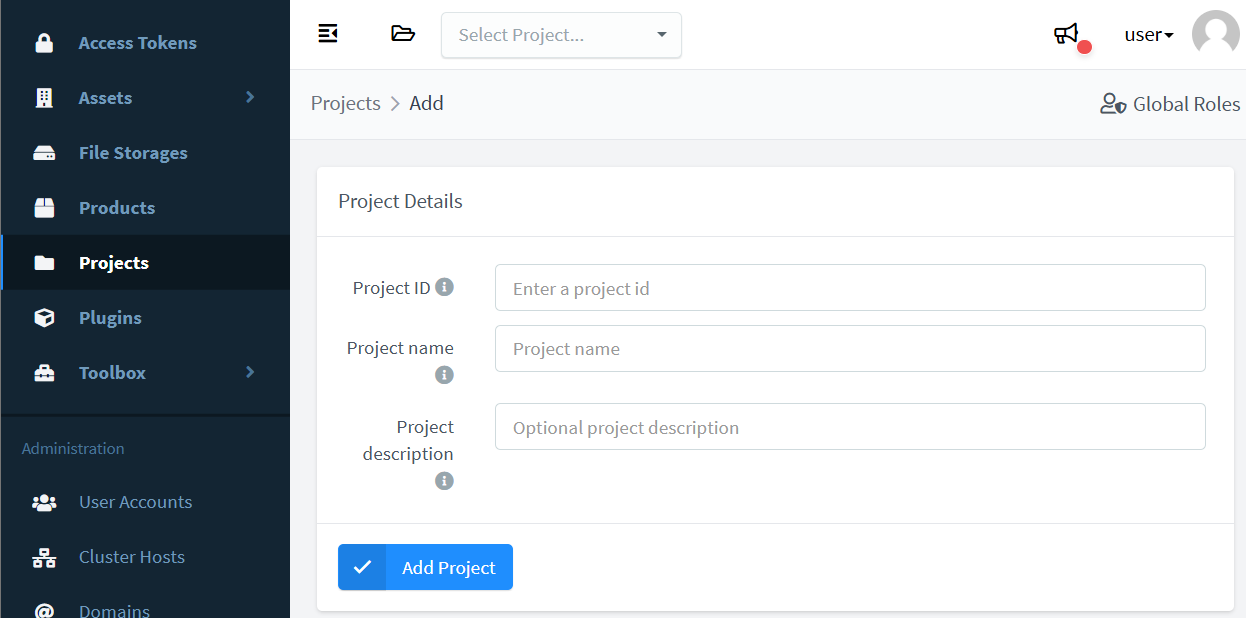 Access Tokens
Assets
File Storages
Products
Projects
Plugins
Toolbox
Administration
User Accounts
Cluster Hosts
Domains
Select Project...
user
Projects > Add
Global Roles
Project Details
Project ID
Enter a project id
Project name
Project name
Project
description
Optional project description
Add Project